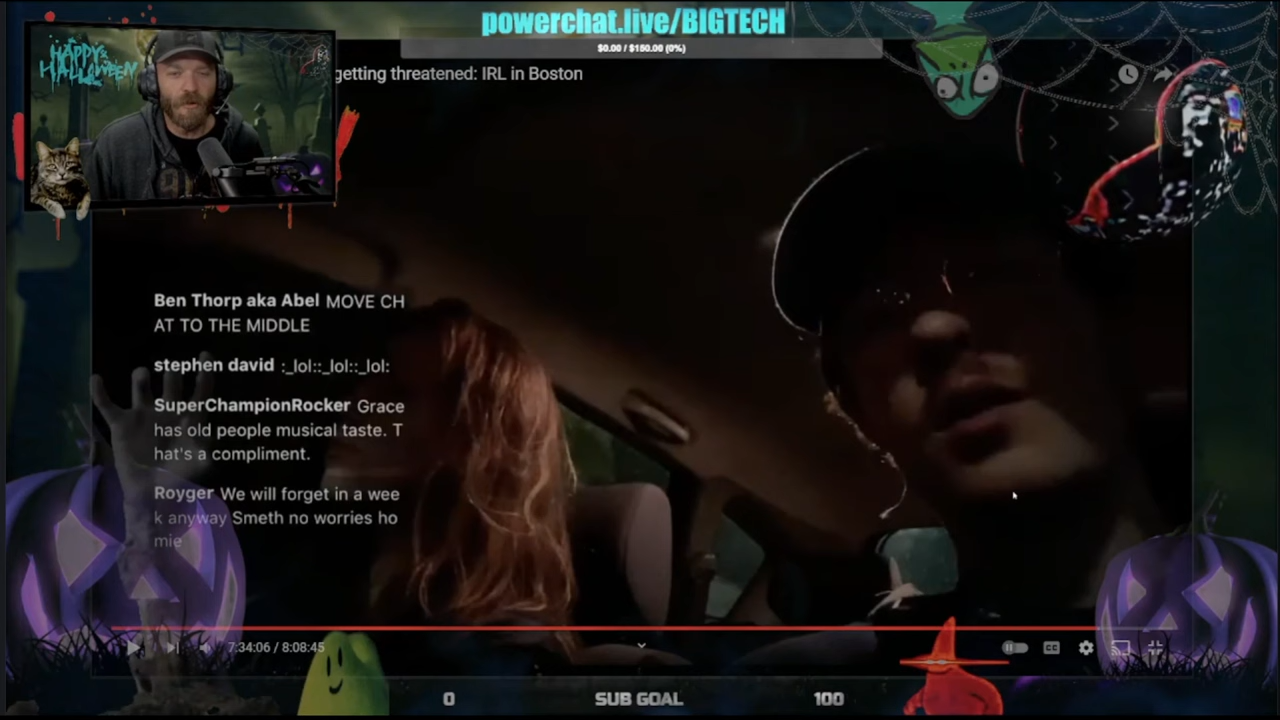 powerchat.live/BIGTECH
$0.00 / $150.00 (0%)
HAPPY
HALLOWEEN
getting threatened: IRL in Boston
Ben Thorp aka Abel MOVE CH
AT TO THE MIDDLE
stephen david :_lol::_lol::_lol:
SuperChampionRocker Grace
has old people musical taste. T
hat's a compliment.
Royger We will forget in a wee
k anyway Smeth no worries ho
mie
7:34:06 / 8:08:45
CC
0 SUB GOAL 100